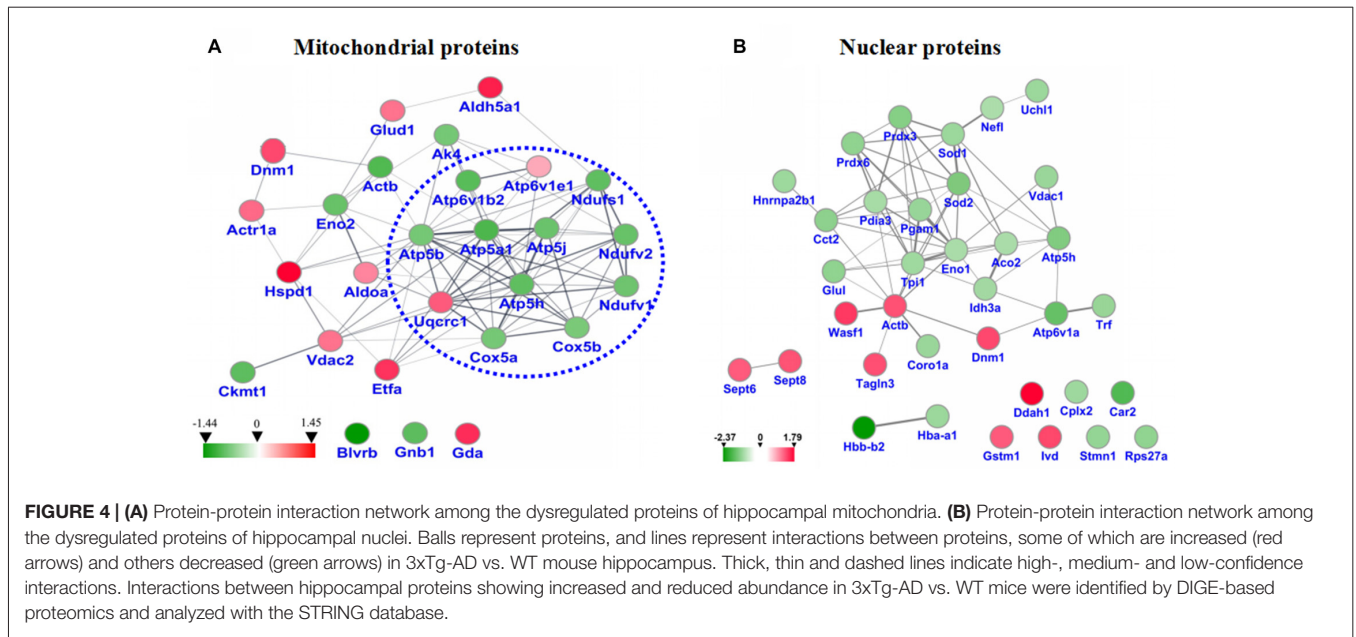 A Mitochondrial proteins
Aldh5a1
Glud1
Ak4
Dnm1
Actb
Atp6v1e1
Atp6v1b2
Ndufs1
Actr1a
Eno2
Atp5b
Atp5a1
Atp5j
Ndufv2
Hspd1
Aldoa
Atp5h
Ndufv1
Uqcrc1
Vdac2
Cox5a
Cox5b
Ckmt1
Etfa
-1.44 0 1.45
Blvrb Gnb1 Gda
B Nuclear proteins
Uchl1
Nefl
Prdx3
Sod1
Prdx6
Vdac1
Hnrnpa2b1
Sod2
Pdia3
Pgam1
Cct2
Atp5h
Aco2
Eno1
Tpi1
Glul
Idh3a
Wasf1
Actb
Atp6v1a
Trf
Dnm1
Coro1a
Sept6
Sept8
Tagln3
Ddah1 Cplx2 Car2
-2.37 0 1.79
Hbb-b2
Hba-a1
Gstm1 Ivd Stmn1 Rps27a
FIGURE 4 | (A) Protein-protein interaction network among the dysregulated proteins of hippocampal mitochondria. (B) Protein-protein interaction network among
the dysregulated proteins of hippocampal nuclei. Balls represent proteins, and lines represent interactions between proteins, some of which are increased (red
arrows) and others decreased (green arrows) in 3xTg-AD vs. WT mouse hippocampus. Thick, thin and dashed lines indicate high-, medium- and low-confidence
interactions. Interactions between hippocampal proteins showing increased and reduced abundance in 3xTg-AD vs. WT mice were identified by DIGE-based
proteomics and analyzed with the STRING database.